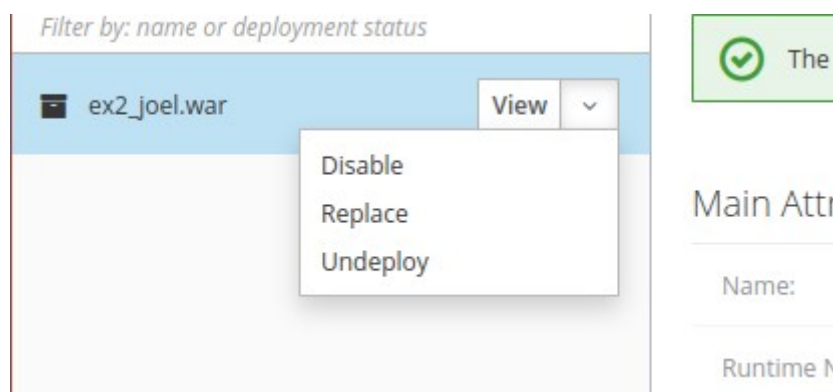 Filter by: name or deployment status
ex2_joel.war
View
Disable
Replace
Undeploy
The
Main Attr
Name:
Runtime N